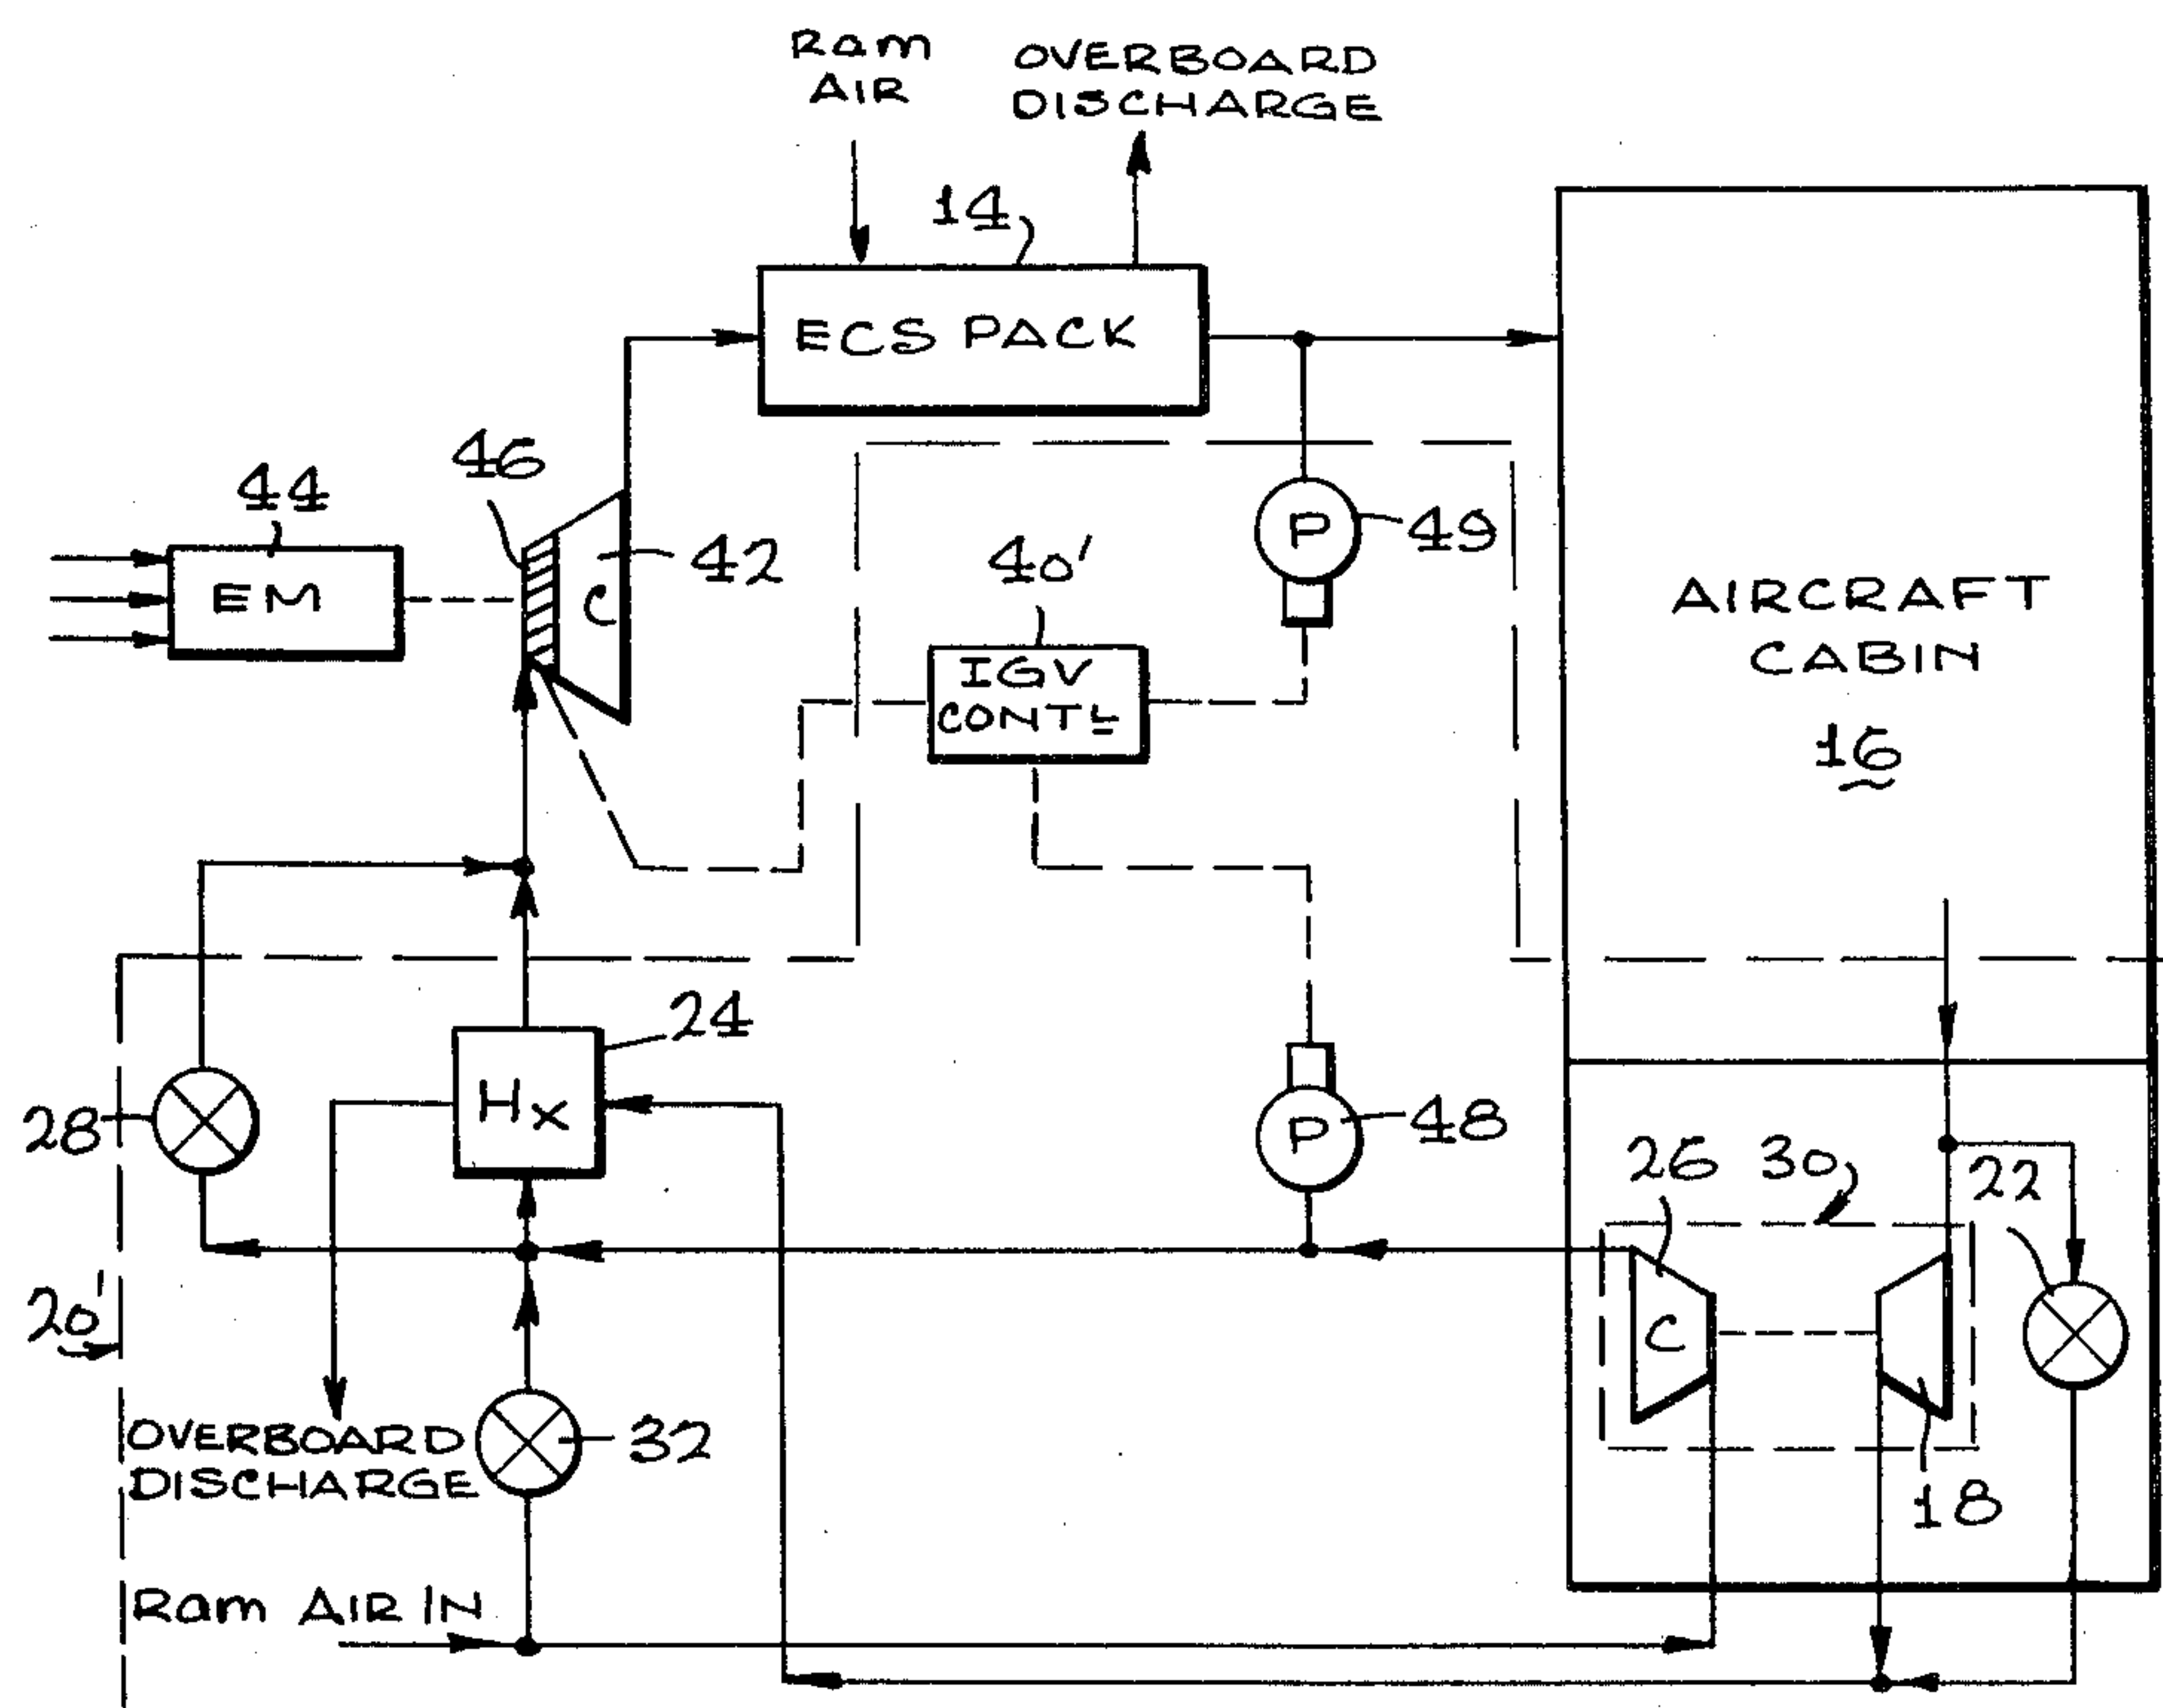 Ram
AIR
OVERBOARD
DISCHARGE
14
ECS PACK
46
44
42
49
EM
C
P
40'
IGV
CONTL
AIRCRAFT
CABIN
16
24
Hx
28
P
48
26
30
22
20'
C
OVERBOARD
DISCHARGE
32
18
Ram AIR IN